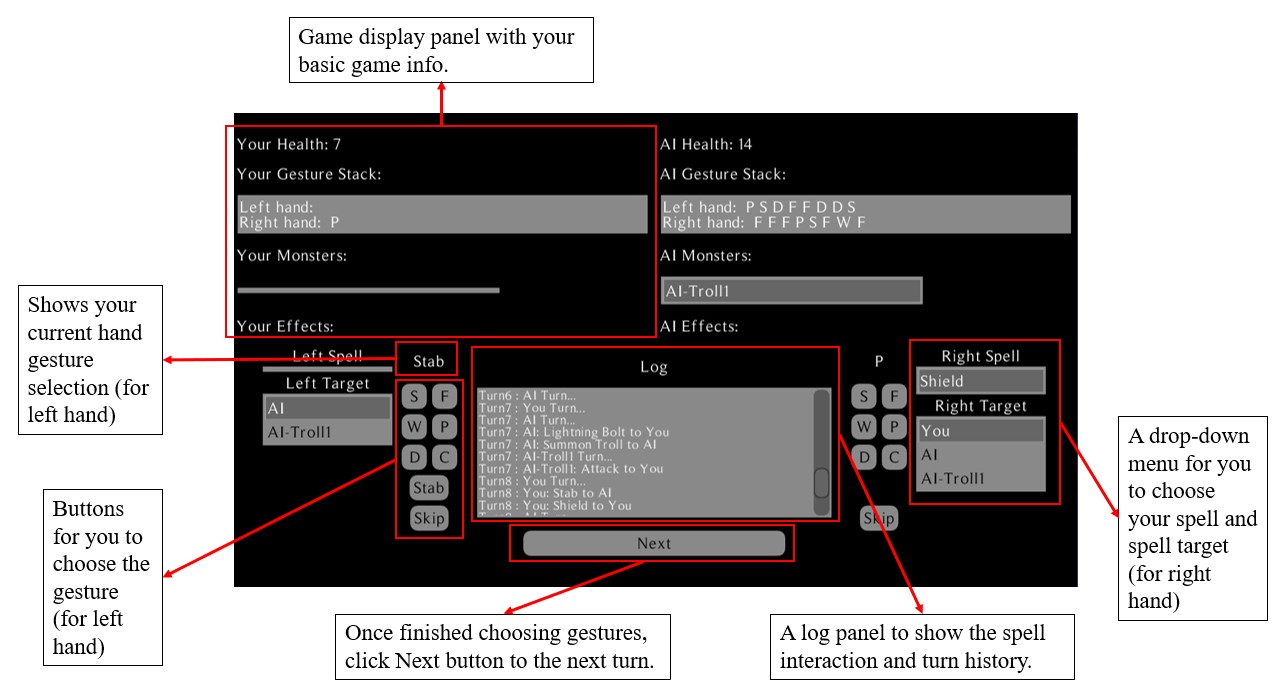 Game display panel with your
basic game info.
Your Health: 7
Your Gesture Stack:
Left hand:
Right hand: P
Your Monsters:
Your Effects:
AI Health: 14
AI Gesture Stack:
Left hand: P S D F F D D S
Right hand: F F F P S F W F
AI Monsters:
AI-Troll1
AI Effects:
Shows your
current hand
gesture
selection (for
left hand)
Left Spell
Left Target
AI
AI-Troll1
Stab
S F
W P
D C
Stab
Skip
Log
Turn6 : AI Turn...
Turn7 : You Turn...
Turn7 : AI Turn...
Turn7 : AI: Lightning Bolt to You
Turn7 : AI: Summon Troll to AI
Turn7 : AI-Troll1 Turn...
Turn7 : AI-Troll1: Attack to You
Turn8 : You Turn...
Turn8 : You: Stab to AI
Turn8 : You: Shield to You
Next
P
S F
W P
D C
Skip
Right Spell
Shield
Right Target
You
AI
AI-Troll1
Buttons
for you to
choose the
gesture
(for left
hand)
A drop-down
menu for you
to choose
your spell and
spell target
(for right
hand)
Once finished choosing gestures,
click Next button to the next turn.
A log panel to show the spell
interaction and turn history.